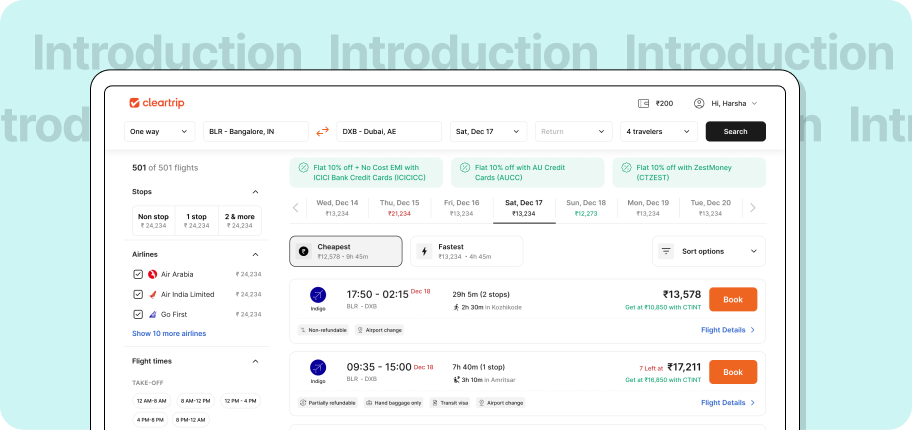 Introduction Introduction Introduction
trod Int
cleartrip
₹200
Hi, Harsha
One way
BLR - Bangalore, IN
DXB - Dubai, AE
Sat, Dec 17
Return
4 travelers
Search
501 of 501 flights
Stops
Non stop
₹ 24,234
1 stop
₹ 24,234
2 & more
₹ 24,234
Airlines
Air Arabia ₹ 24,234
Air India Limited ₹ 24,234
Go First ₹ 24,234
Show 10 more airlines
Flight times
TAKE-OFF
12 AM-8 AM 8 AM-12 PM 12 PM - 4 PM
4 PM-8 PM 8 PM-12 AM
Flat 10% off + No Cost EMI with
ICICI Bank Credit Cards (ICICICC)
Flat 10% off with AU Credit
Cards (AUCC)
Flat 10% off with ZestMoney
(CTZEST)
Wed, Dec 14
₹13,234
Thu, Dec 15
₹21,234
Fri, Dec 16
₹13,234
Sat, Dec 17
₹13,234
Sun, Dec 18
₹12,273
Mon, Dec 19
₹13,234
Tue, Dec 20
₹13,234
Cheapest
₹12,578 • 9h 45m
Fastest
₹13,234 • 4h 45m
Sort options
Indigo
17:50 - 02:15 Dec 18
BLR - DXB
29h 5m (2 stops)
2h 30m in Kozhikode
₹13,578
Get at ₹10,850 with CTINT
Book
Non-refundable Airport change
Flight Details
Indigo
09:35 - 15:00 Dec 18
BLR - DXB
7h 40m (1 stop)
3h 10m in Amritsar
7 Left at ₹17,211
Get at ₹16,850 with CTINT
Book
Partially refundable Hand baggage only Transit visa Airport change
Flight Details